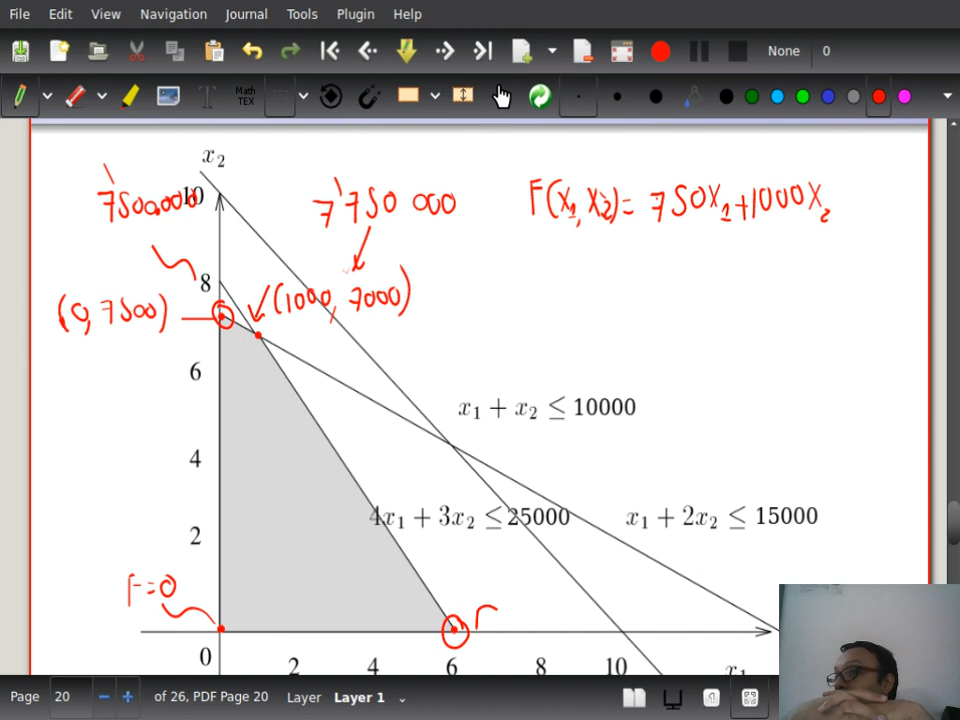 File Edit View Navigation Journal Tools Plugin Help
None 0
Math
TEX
x₂
10
7'500.000
7'750 000
F(x₁, x₂) = 750x₁ + 1000x₂
8
(1000, 7000)
(0, 7500)
6
x₁ + x₂ ≤ 10000
4
4x₁ + 3x₂ ≤ 25000
x₁ + 2x₂ ≤ 15000
2
F=0
0
2
4
6
8
10
x₁
Page 20 of 26, PDF Page 20 Layer Layer 1